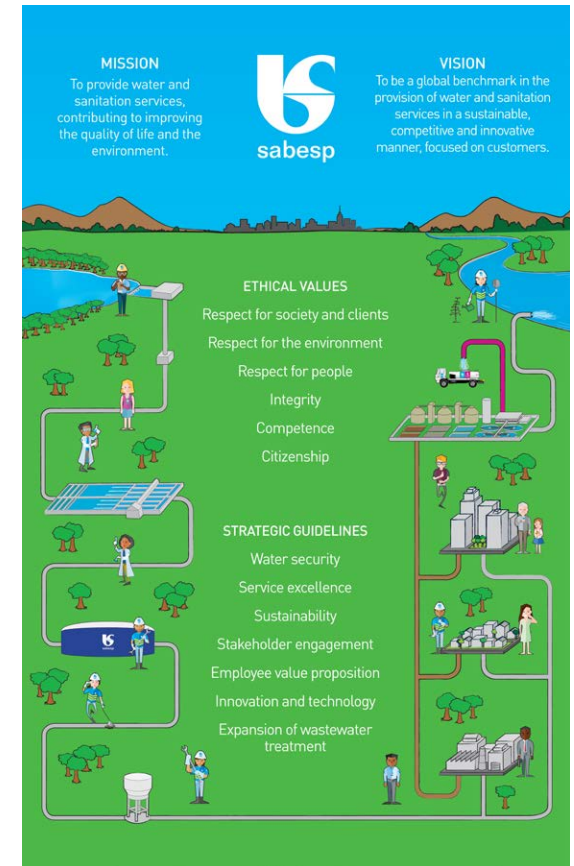 MISSION
To provide water and
sanitation services,
contributing to improving
the quality of life and the
environment.
sabesp
VISION
To be a global benchmark in the
provision of water and sanitation
services in a sustainable,
competitive and innovative
manner, focused on customers.
ETHICAL VALUES
Respect for society and clients
Respect for the environment
Respect for people
Integrity
Competence
Citizenship
STRATEGIC GUIDELINES
Water security
Service excellence
Sustainability
Stakeholder engagement
Employee value proposition
Innovation and technology
Expansion of wastewater
treatment